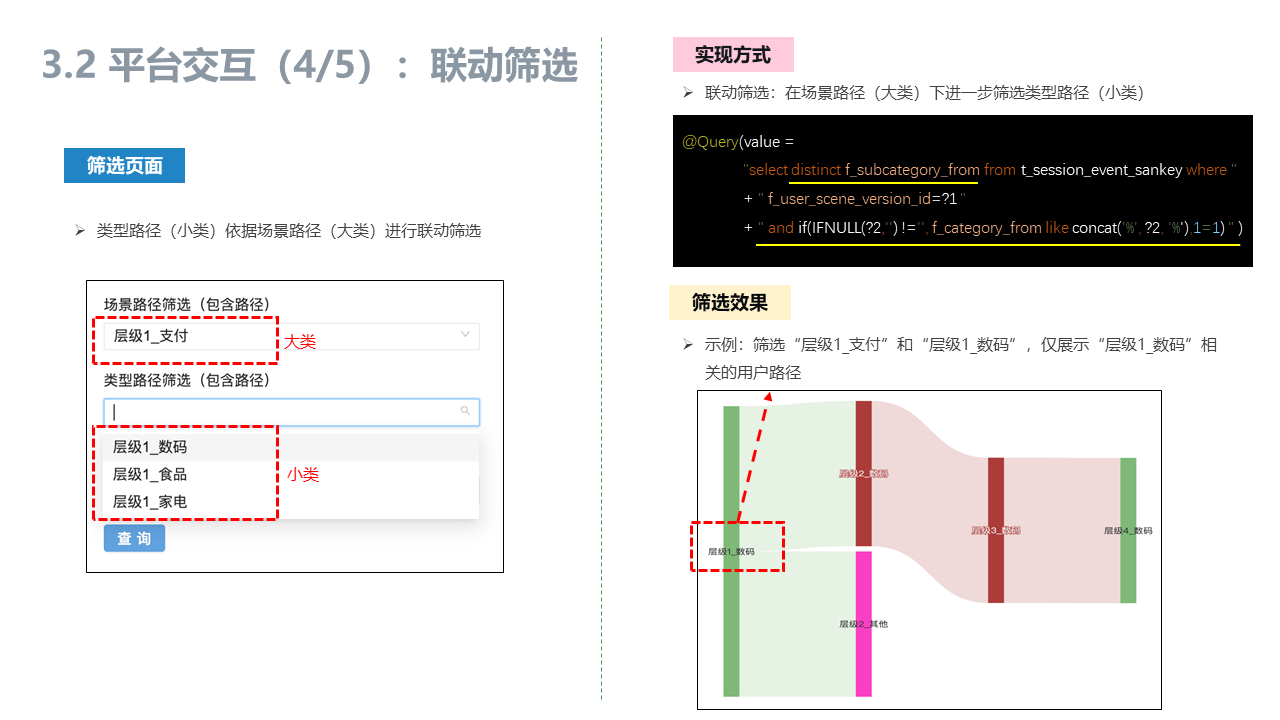 3.2 平台交互（4/5）：联动筛选
筛选页面
类型路径（小类）依据场景路径（大类）进行联动筛选
场景路径筛选（包含路径）
层级1_支付
大类
类型路径筛选（包含路径）
层级1_数码
层级1_食品
小类
层级1_家电
查 询
实现方式
联动筛选：在场景路径（大类）下进一步筛选类型路径（小类）
@Query(value =
"select distinct f_subcategory_from from t_session_event_sankey where "
+ " f_user_scene_version_id=?1 "
+ " and if(IFNULL(?2,'') !='', f_category_from like concat('%', ?2, '%'),1=1) " )
筛选效果
示例：筛选“层级1_支付”和“层级1_数码”，仅展示“层级1_数码”相
关的用户路径
层级2_数码
层级3_数码
层级4_数码
层级1_数码
层级2_其他